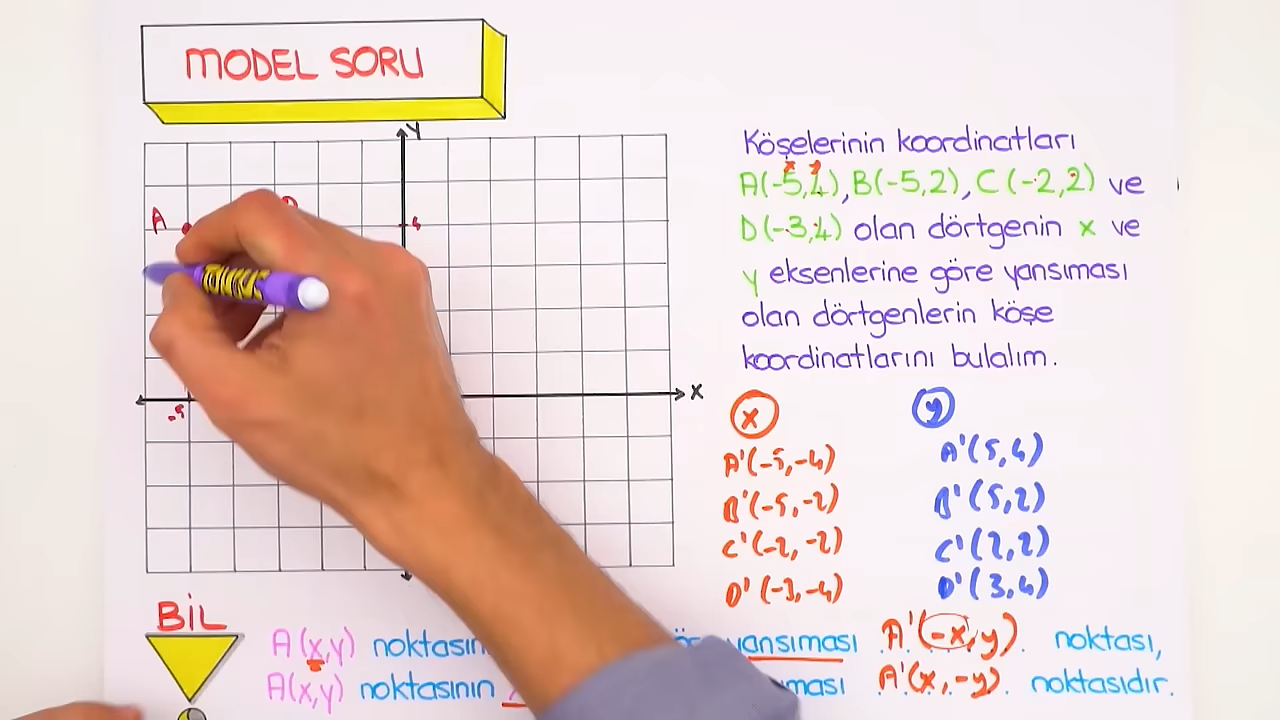 MODEL SORU
Y
A
D
4
-5
X
Köşelerinin koordinatları
A(-5,4), B(-5,2), C(-2,2) ve
D(-3,4) olan dörtgenin x ve
y eksenlerine göre yansıması
olan dörtgenlerin köşe
koordinatlarını bulalım.
x
y
A'(-5,-4)
A'(5,4)
B'(-5,-2)
B'(5,2)
C'(-2,-2)
C'(2,2)
D'(-3,-4)
D'(3,4)
BİL
A(x,y) yansıması A'(-x,y) noktası,
A(x,y) noktasının A'(x,-y) noktasıdır.